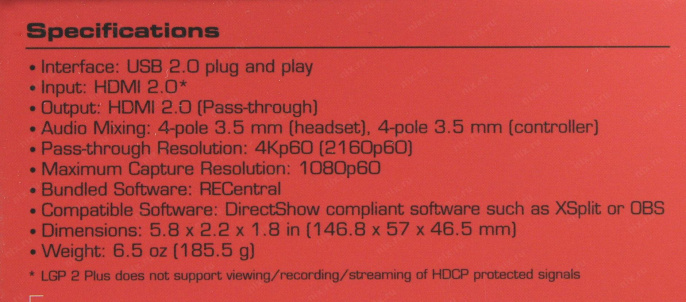 Specifications
• Interface: USB 2.0 plug and play
• Input: HDMI 2.0*
• Output: HDMI 2.0 (Pass-through)
• Audio Mixing: 4-pole 3.5 mm (headset), 4-pole 3.5 mm (controller)
• Pass-through Resolution: 4Kp60 (2160p60)
• Maximum Capture Resolution: 1080p60
• Bundled Software: RECentral
• Compatible Software: DirectShow compliant software such as XSplit or OBS
• Dimensions: 5.8 x 2.2 x 1.8 in (146.8 x 57 x 46.5 mm)
• Weight: 6.5 oz (185.5 g)
* LGP 2 Plus does not support viewing/recording/streaming of HDCP protected signals